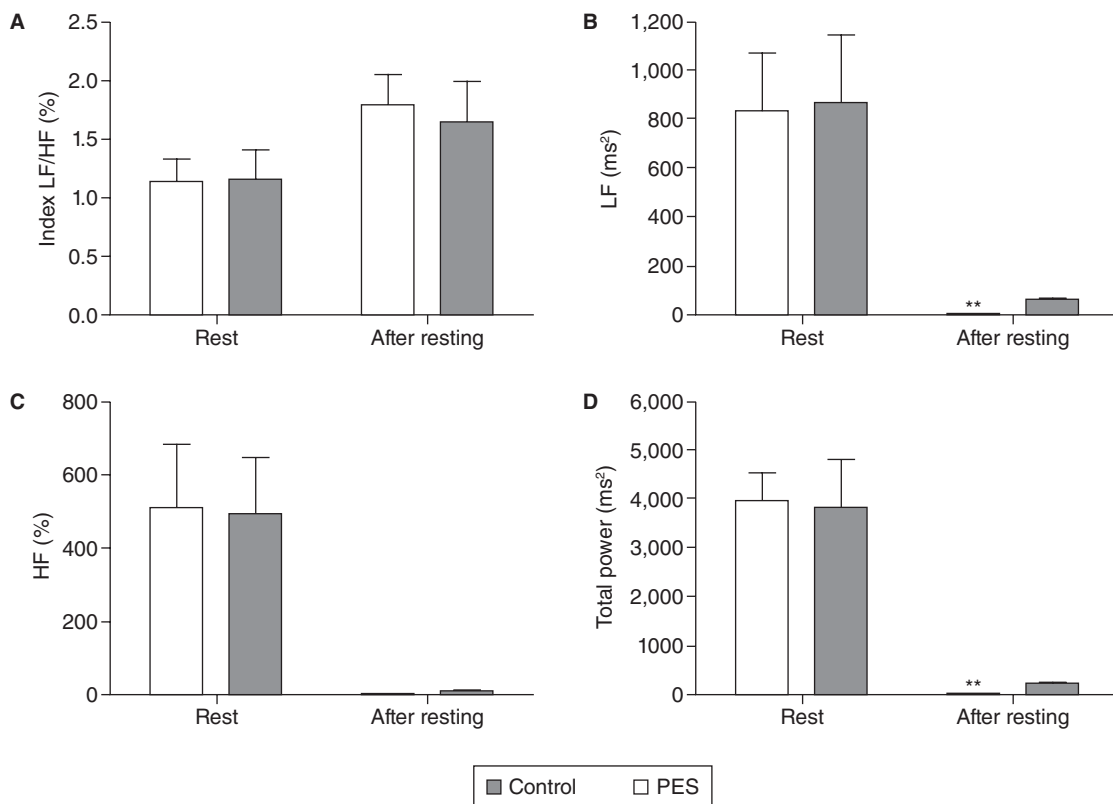 A
Index LF/HF (%)
2.5
2.0
1.5
1.0
0.5
0.0
Rest
After resting
B
LF (ms²)
1,200
1,000
800
600
400
200
0
**
Rest
After resting
C
HF (%)
800
600
400
200
0
Rest
After resting
D
Total power (ms²)
6,000
5,000
4,000
3,000
2,000
1000
0
**
Rest
After resting
Control PES